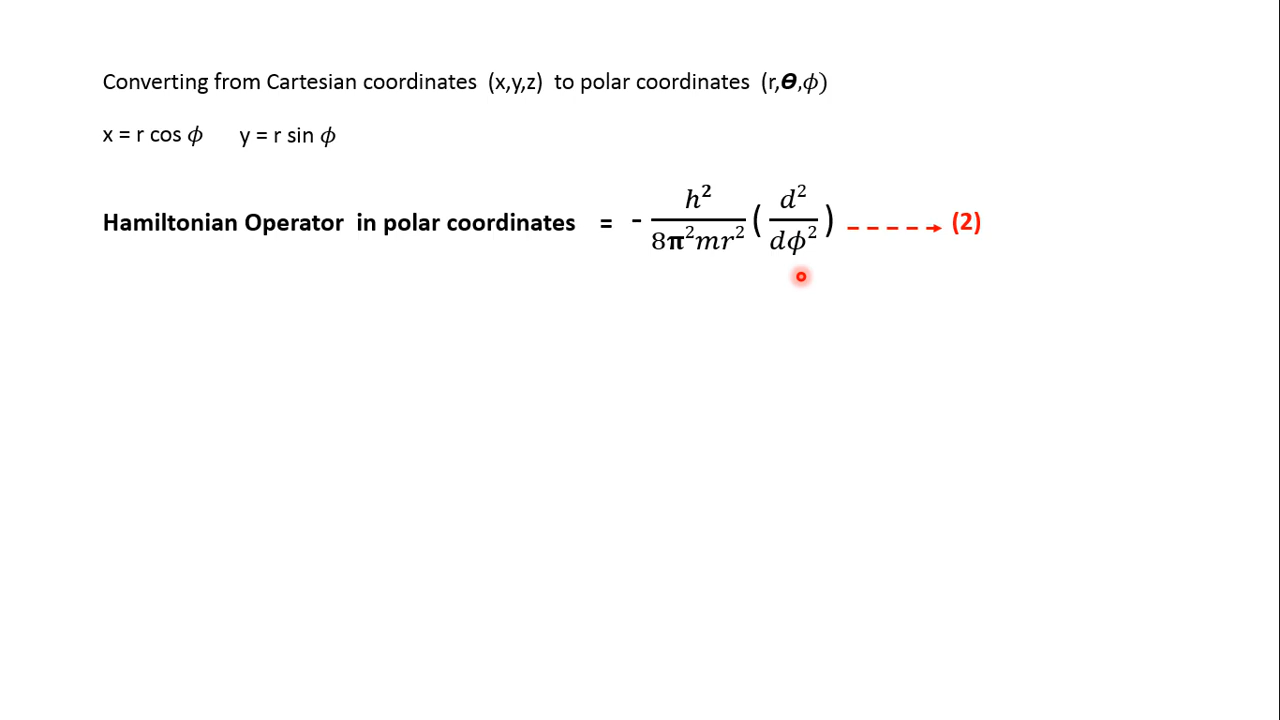 Converting from Cartesian coordinates (x,y,z) to polar coordinates (r,θ,ϕ)
x = r cos ϕ y = r sin ϕ
Hamiltonian Operator in polar coordinates = - h²/8π²mr² (d²/dϕ²) -----→ (2)